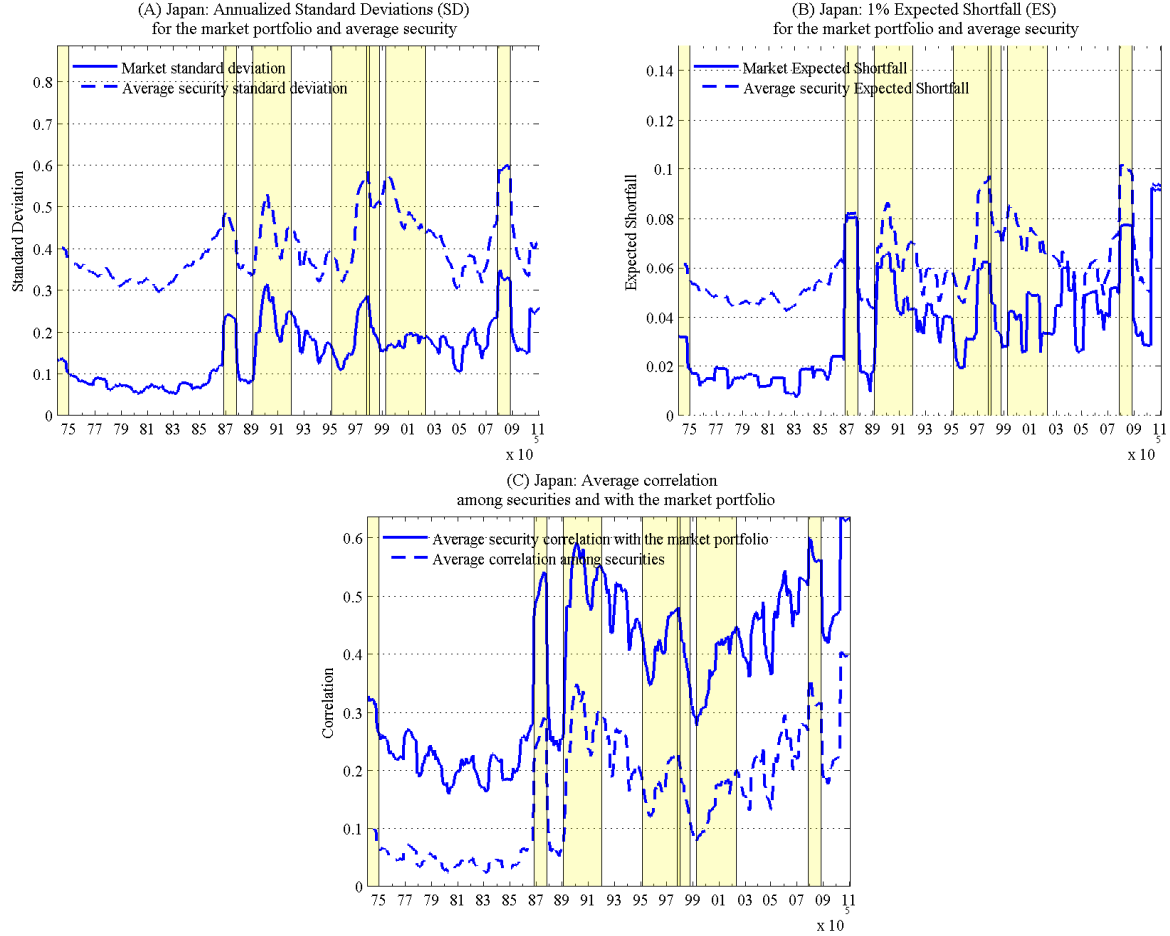 (A) Japan: Annualized Standard Deviations (SD)
for the market portfolio and average security
Market standard deviation
Average security standard deviation
Standard Deviation
0.8
0.7
0.6
0.5
0.4
0.3
0.2
0.1
0
75 77 79 81 83 85 87 89 91 93 95 97 99 01 03 05 07 09 11
x 10
5
(B) Japan: 1% Expected Shortfall (ES)
for the market portfolio and average security
Market Expected Shortfall
Average security Expected Shortfall
Expected Shortfall
0.14
0.12
0.1
0.08
0.06
0.04
0.02
0
75 77 79 81 83 85 87 89 91 93 95 97 99 01 03 05 07 09 11
x 10
5
(C) Japan: Average correlation
among securities and with the market portfolio
Average security correlation with the market portfolio
Average correlation among securities
Correlation
0.6
0.5
0.4
0.3
0.2
0.1
0
75 77 79 81 83 85 87 89 91 93 95 97 99 01 03 05 07 09 11
x 10
5